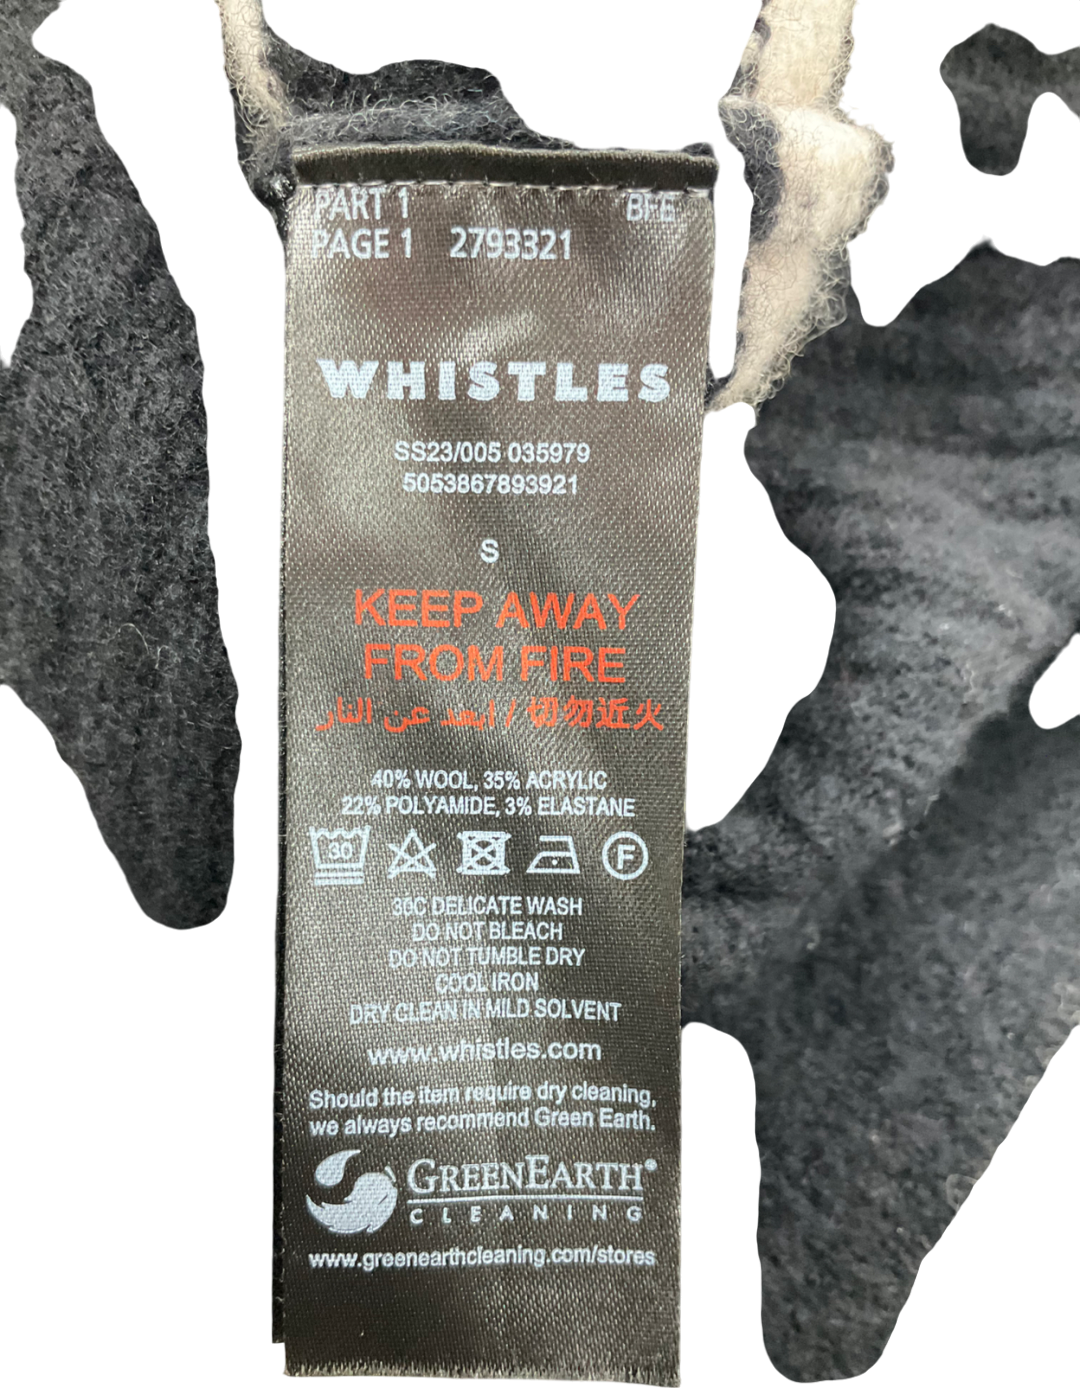 PART 1 BFE
PAGE 1 2793321
WHISTLES
SS23/005 035979
5053867893921
S
KEEP AWAY
FROM FIRE
ابعد عن النار / 切勿近火
40% WOOL, 35% ACRYLIC
22% POLYAMIDE, 3% ELASTANE
30 F
30C DELICATE WASH
DO NOT BLEACH
DO NOT TUMBLE DRY
COOL IRON
DRY CLEAN IN MILD SOLVENT
www.whistles.com
Should the item require dry cleaning,
we always recommend Green Earth.
GREENEARTH®
CLEANING
www.greenearthcleaning.com/stores